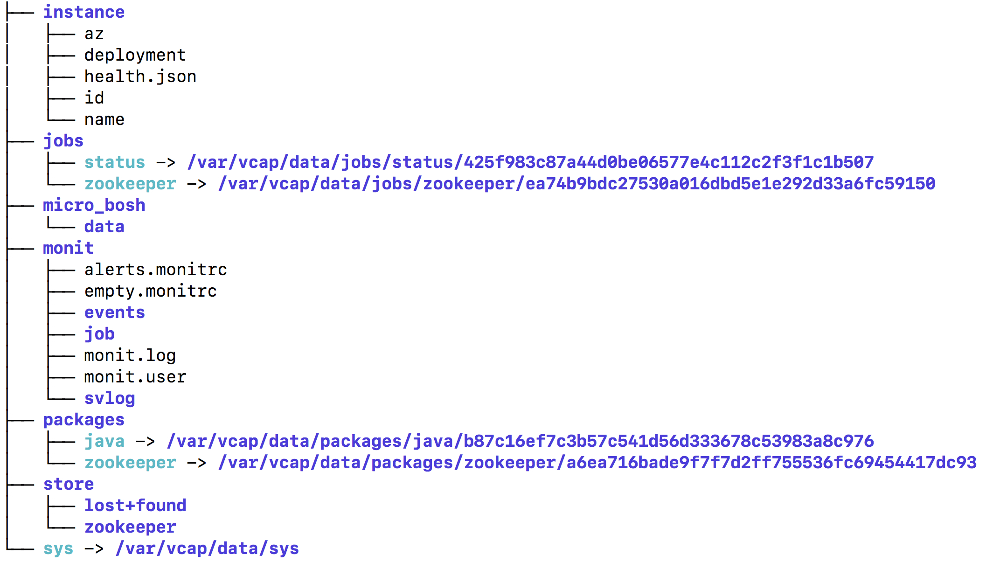 ├── instance
│   ├── az
│   ├── deployment
│   ├── health.json
│   ├── id
│   └── name
├── jobs
│   ├── status -> /var/vcap/data/jobs/status/425f983c87a44d0be06577e4c112c2f3f1c1b507
│   └── zookeeper -> /var/vcap/data/jobs/zookeeper/ea74b9bdc27530a016dbd5e1e292d33a6fc59150
├── micro_bosh
│   └── data
├── monit
│   ├── alerts.monitrc
│   ├── empty.monitrc
│   ├── events
│   ├── job
│   ├── monit.log
│   ├── monit.user
│   └── svlog
├── packages
│   ├── java -> /var/vcap/data/packages/java/b87c16ef7c3b57c541d56d333678c53983a8c976
│   └── zookeeper -> /var/vcap/data/packages/zookeeper/a6ea716bade9f7f7d2ff755536fc69454417dc93
├── store
│   ├── lost+found
│   └── zookeeper
└── sys -> /var/vcap/data/sys